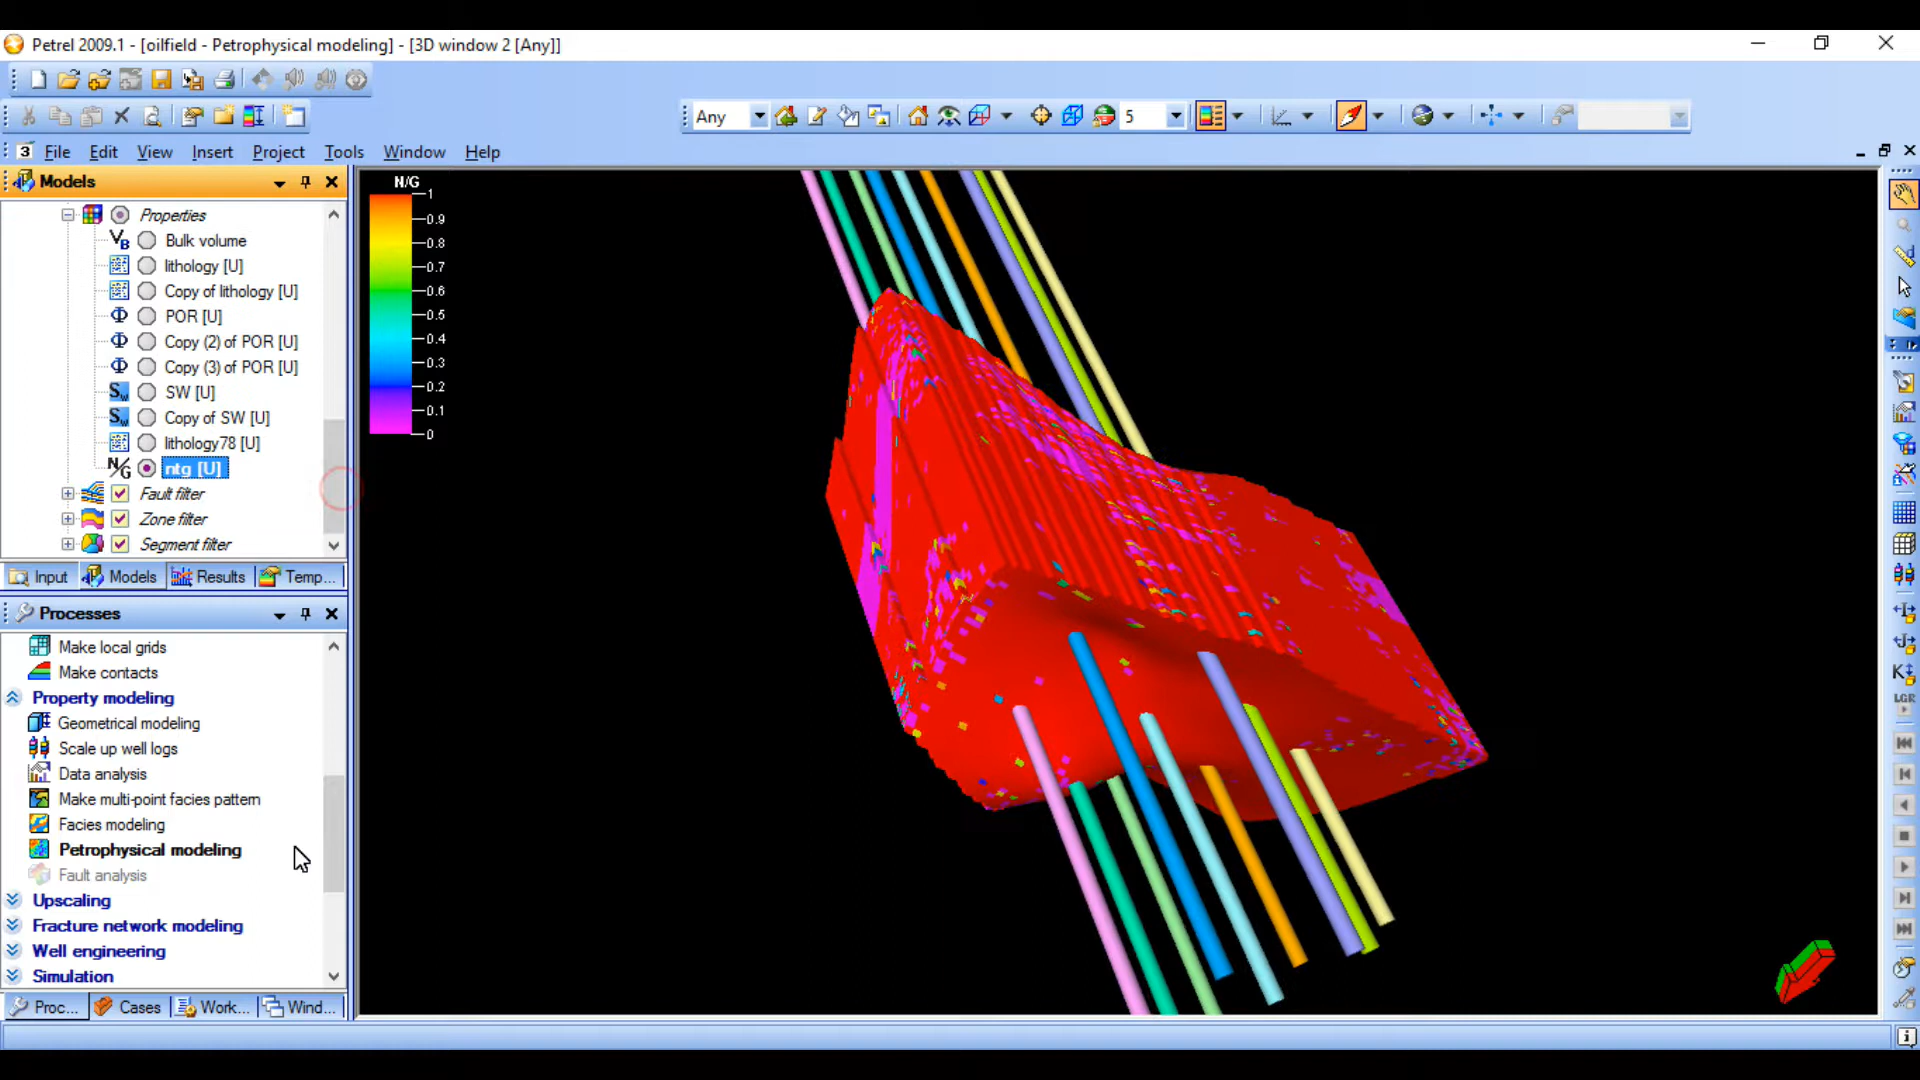 Petrel 2009.1 - [oilfield - Petrophysical modeling] - [3D window 2 [Any]]
Any
5
3 File Edit View Insert Project Tools Window Help
Models
Properties
Bulk volume
lithology [U]
Copy of lithology [U]
POR [U]
Copy (2) of POR [U]
Copy (3) of POR [U]
SW [U]
Copy of SW [U]
lithology78 [U]
ntg [U]
Fault filter
Zone filter
Segment filter
Input Models Results Temp...
Processes
Make local grids
Make contacts
Property modeling
Geometrical modeling
Scale up well logs
Data analysis
Make multi-point facies pattern
Facies modeling
Petrophysical modeling
Fault analysis
Upscaling
Fracture network modeling
Well engineering
Simulation
Proc... Cases Work... Wind...
N/G
1
0.9
0.8
0.7
0.6
0.5
0.4
0.3
0.2
0.1
0
LGR